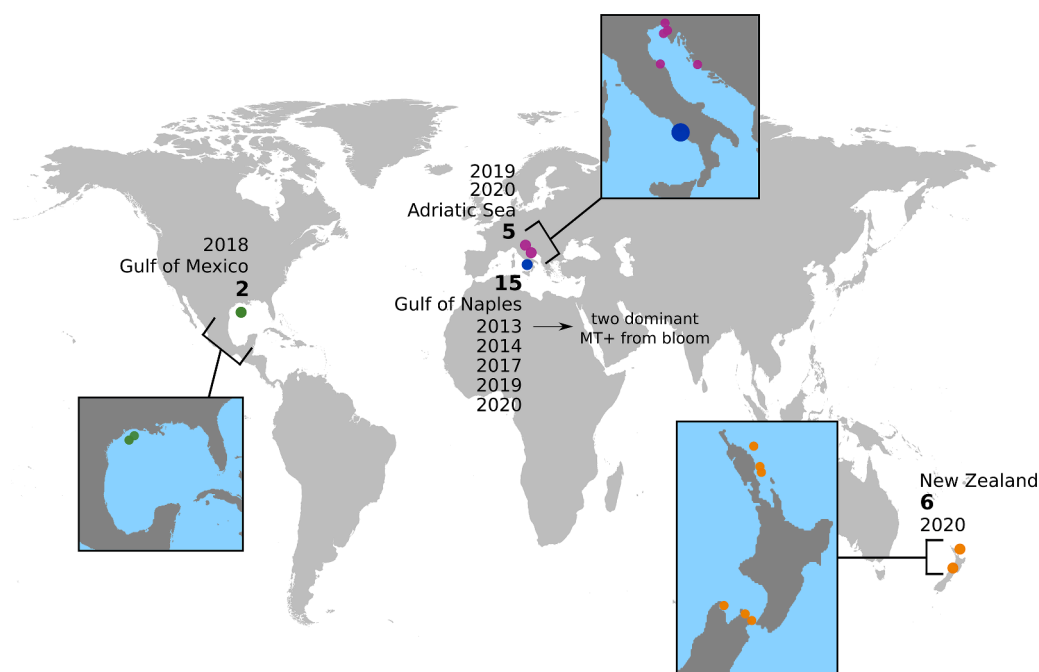 2019
2020
Adriatic Sea
5
2018
Gulf of Mexico
2
15
Gulf of Naples
2013
2014
2017
2019
2020
two dominant
MT+ from bloom
New Zealand
6
2020